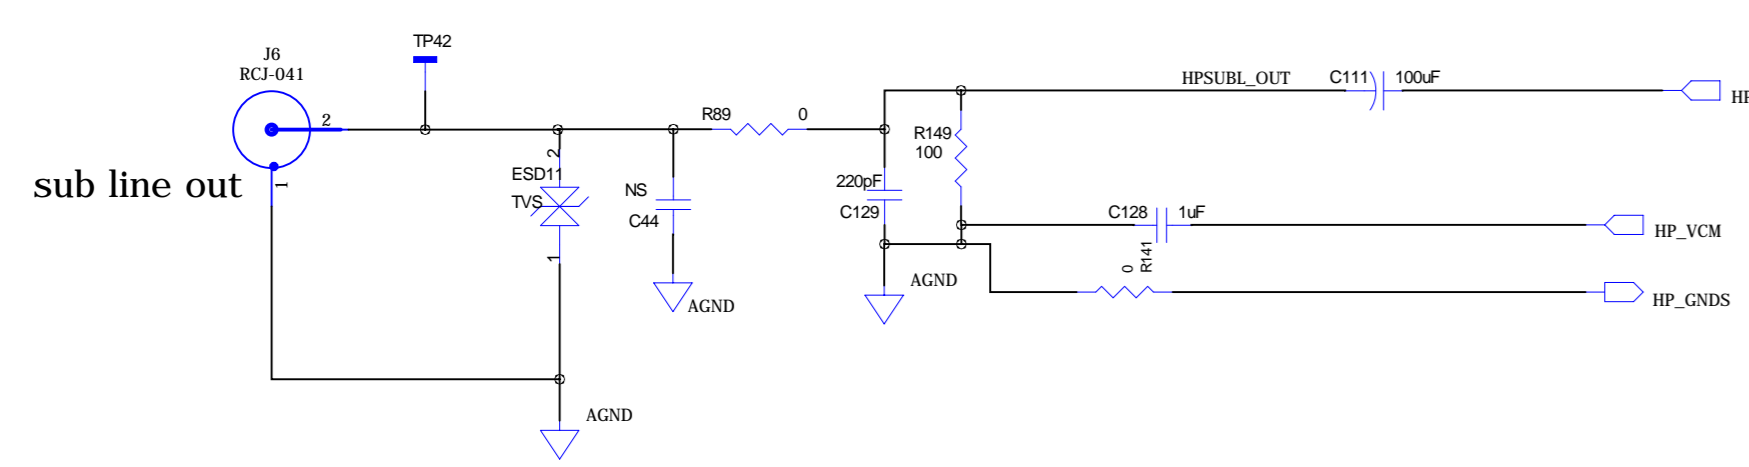 TP42
J6
RCJ-041
2
1
sub line out
ESD11
TVS
2
1
NS
C44
AGND
AGND
R89 0
220pF
C129
AGND
R149
100
HPSUBL_OUT
C111 100uF
HP
C128 1uF
HP_VCM
0
R141
HP_GNDS